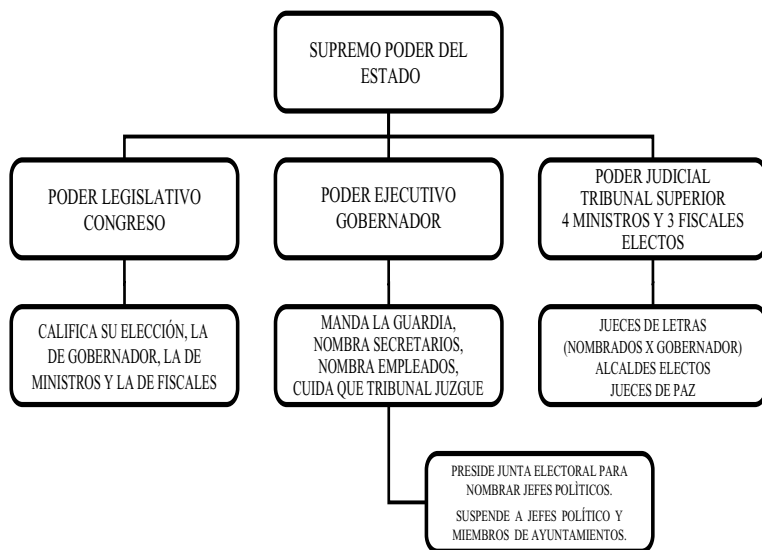 SUPREMO PODER DEL
ESTADO
PODER LEGISLATIVO
CONGRESO
PODER EJECUTIVO
GOBERNADOR
PODER JUDICIAL
TRIBUNAL SUPERIOR
4 MINISTROS Y 3 FISCALES
ELECTOS
CALIFICA SU ELECCIÓN, LA
DE GOBERNADOR, LA DE
MINISTROS Y LA DE FISCALES
MANDA LA GUARDIA,
NOMBRA SECRETARIOS,
NOMBRA EMPLEADOS,
CUIDA QUE TRIBUNAL JUZGUE
JUECES DE LETRAS
(NOMBRADOS X GOBERNADOR)
ALCALDES ELECTOS
JUECES DE PAZ
PRESIDE JUNTA ELECTORAL PARA
NOMBRAR JEFES POLÌTICOS.
SUSPENDE A JEFES POLÍTICO Y
MIEMBROS DE AYUNTAMIENTOS.